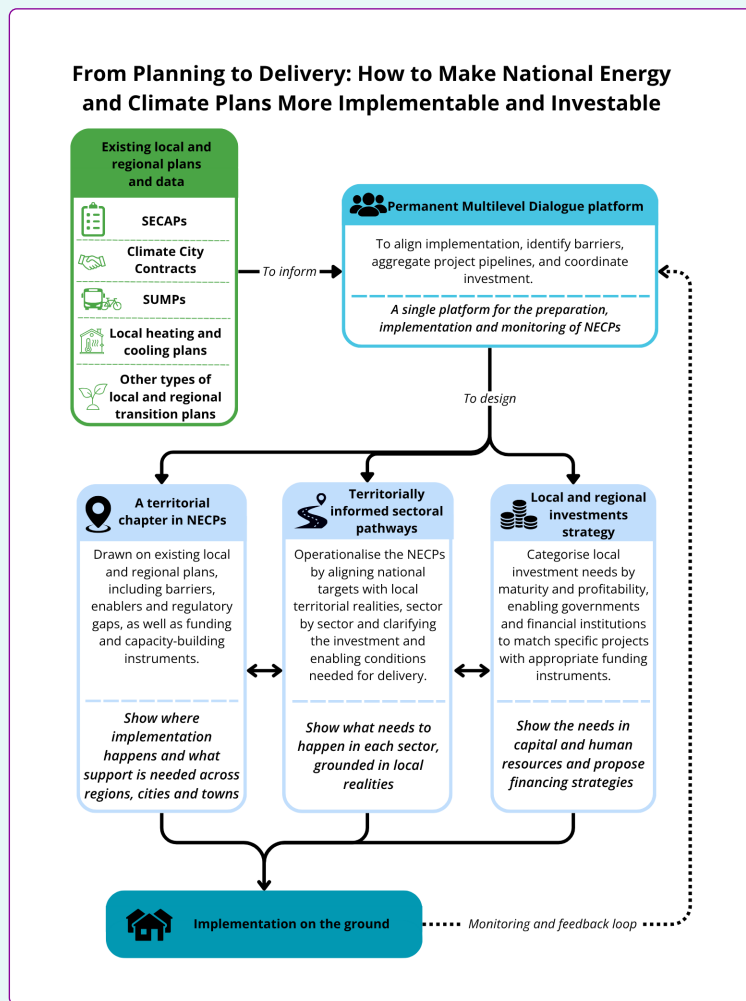 From Planning to Delivery: How to Make National Energy
and Climate Plans More Implementable and Investable
Existing local and
regional plans
and data
SECAPs
Climate City
Contracts
SUMPs
Local heating and
cooling plans
Other types of
local and regional
transition plans
To inform
Permanent Multilevel Dialogue platform
To align implementation, identify barriers,
aggregate project pipelines, and coordinate
investment.
A single platform for the preparation,
implementation and monitoring of NECPs
To design
A territorial
chapter in NECPs
Drawn on existing local
and regional plans,
including barriers,
enablers and regulatory
gaps, as well as funding
and capacity-building
instruments.
Show where
implementation
happens and what
support is needed across
regions, cities and towns
Territorially
informed sectoral
pathways
Operationalise the NECPs
by aligning national
targets with local
territorial realities, sector
by sector and clarifying
the investment and
enabling conditions
needed for delivery.
Show what needs to
happen in each sector,
grounded in local
realities
Local and regional
investments
strategy
Categorise local
investment needs by
maturity and profitability,
enabling governments
and financial institutions
to match specific projects
with appropriate funding
instruments.
Show the needs in
capital and human
resources and propose
financing strategies
Implementation on the ground
Monitoring and feedback loop